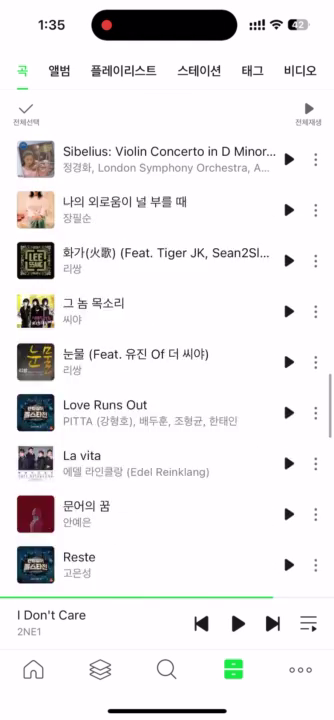 1:35
42
곡 앨범 플레이리스트 스테이션 태그 비디오
전체선택 전체재생
Sibelius: Violin Concerto in D Minor...
정경화, London Symphony Orchestra, A...
나의 외로움이 널 부를 때
장필순
화가(火歌) (Feat. Tiger JK, Sean2Sl...
리쌍
그 놈 목소리
씨야
눈물 (Feat. 유진 Of 더 씨야)
리쌍
Love Runs Out
PITTA (강형호), 배두훈, 조형균, 한태인
La vita
에델 라인클랑 (Edel Reinklang)
문어의 꿈
안예은
Reste
고은성
I Don't Care
2NE1